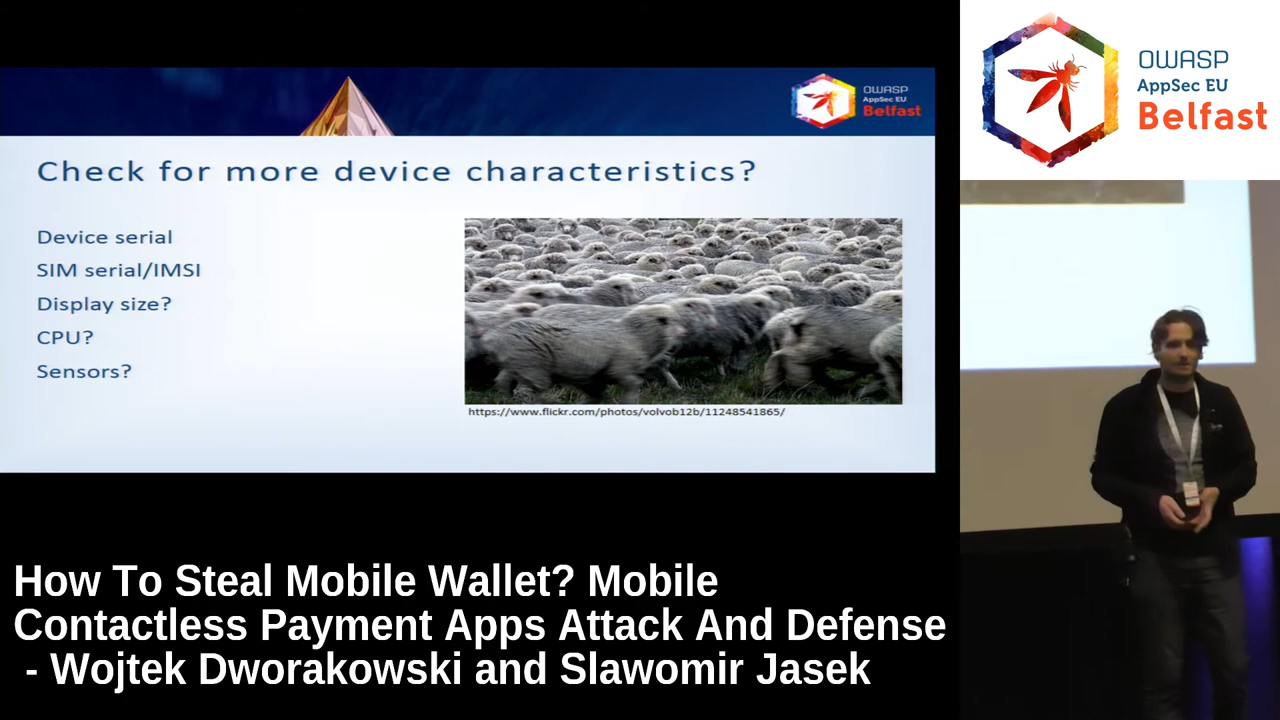 OWASP
AppSec EU
Belfast
OWASP
AppSec EU
Belfast
Check for more device characteristics?
Device serial
SIM serial/IMSI
Display size?
CPU?
Sensors?
https://www.flickr.com/photos/volvob12b/11248541865/
How To Steal Mobile Wallet? Mobile
Contactless Payment Apps Attack And Defense
- Wojtek Dworakowski and Slawomir Jasek